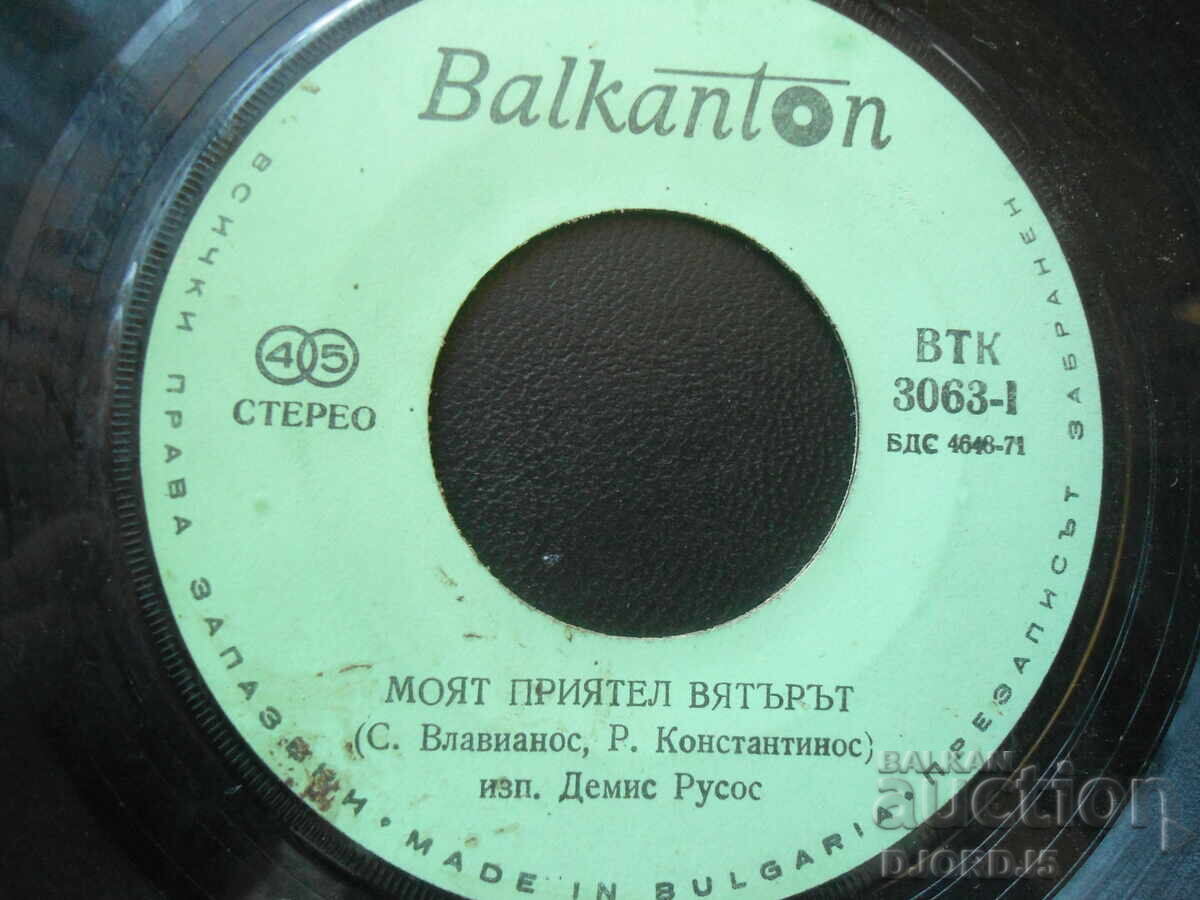 Balkanton
45
СТЕРЕО
ВТК
3063-I
БДС 4646-71
МОЯТ ПРИЯТЕЛ ВЯТЪРЪТ
(С. Влавианос, Р. Константинос)
изп. Демис Русос
ВСИЧКИ ПРАВА ЗАПАЗЕНИ • MADE IN BULGARIA • ПРЕЗАПИСЪТ ЗАБРАНЕН
BALKAN
auction
DJORDJ5